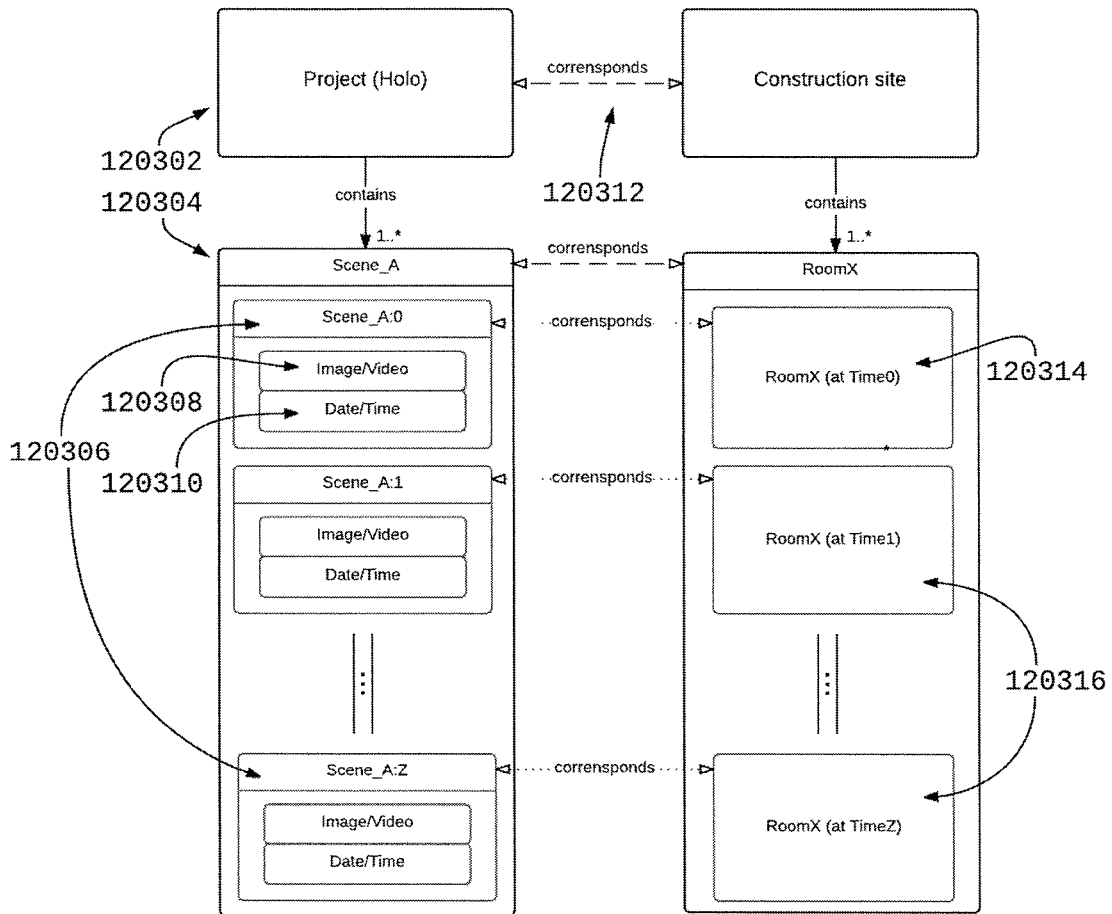 Project (Holo)
corrensponds
Construction site
120302
120304
120312
contains
contains
1..*
1..*
Scene_A
corrensponds
RoomX
Scene_A:0
corrensponds
Image/Video
Date/Time
RoomX (at Time0)
120314
120308
120306
120310
*
Scene_A:1
corrensponds
Image/Video
Date/Time
RoomX (at Time1)
120316
...
...
Scene_A:Z
corrensponds
Image/Video
Date/Time
RoomX (at TimeZ)